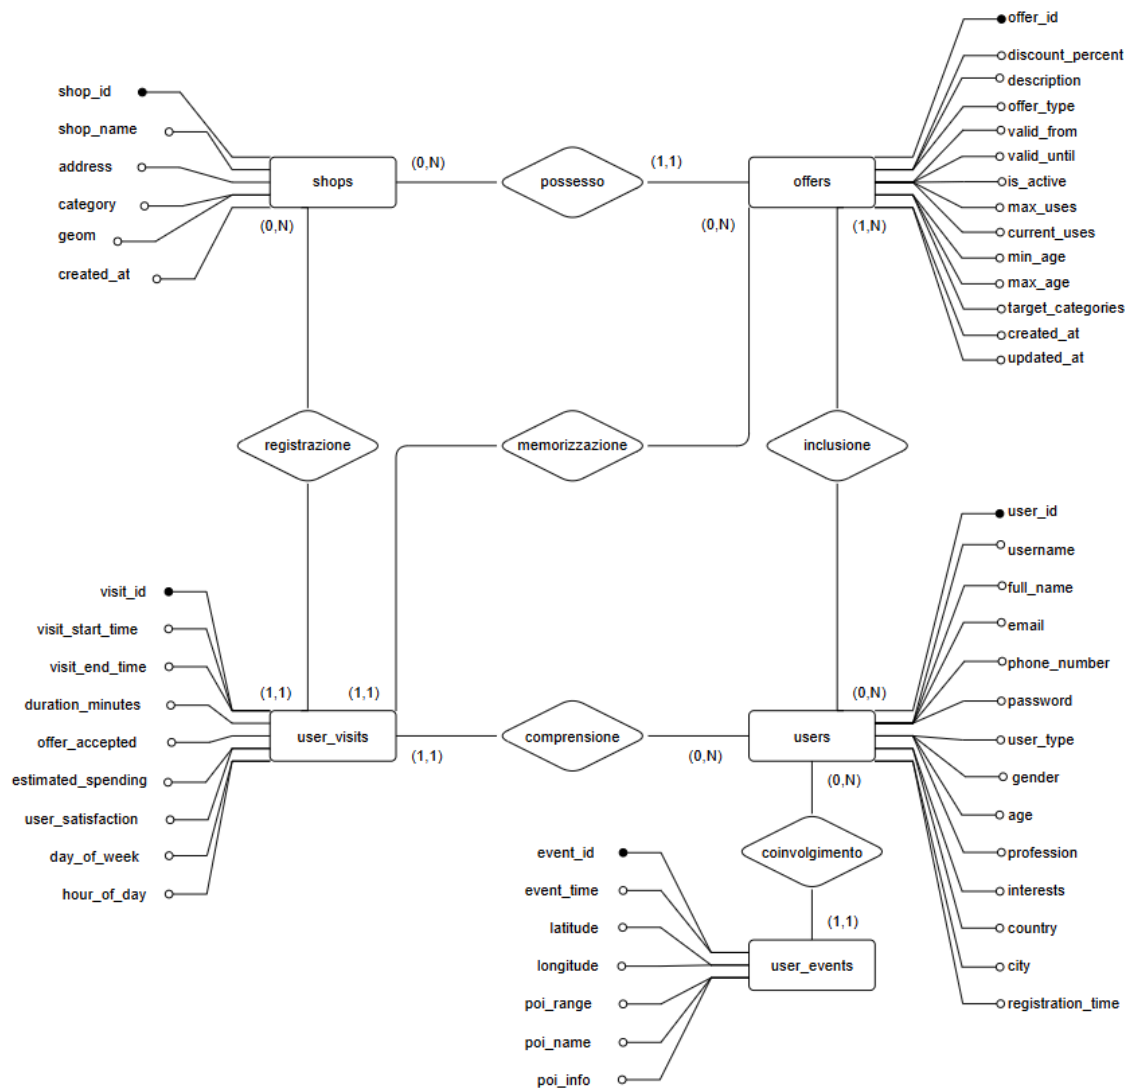 shop_id
shop_name
address
category
geom
created_at
shops
(0,N)
possesso
(1,1)
offers
offer_id
discount_percent
description
offer_type
valid_from
valid_until
is_active
max_uses
current_uses
min_age
max_age
target_categories
created_at
updated_at
(0,N)
(0,N)
(1,N)
registrazione
memorizzazione
inclusione
visit_id
visit_start_time
visit_end_time
duration_minutes
offer_accepted
estimated_spending
user_satisfaction
day_of_week
hour_of_day
(1,1)
(1,1)
user_visits
(1,1)
comprensione
(0,N)
(0,N)
users
(0,N)
user_id
username
full_name
email
phone_number
password
user_type
gender
age
profession
interests
country
city
registration_time
coinvolgimento
(1,1)
user_events
event_id
event_time
latitude
longitude
poi_range
poi_name
poi_info